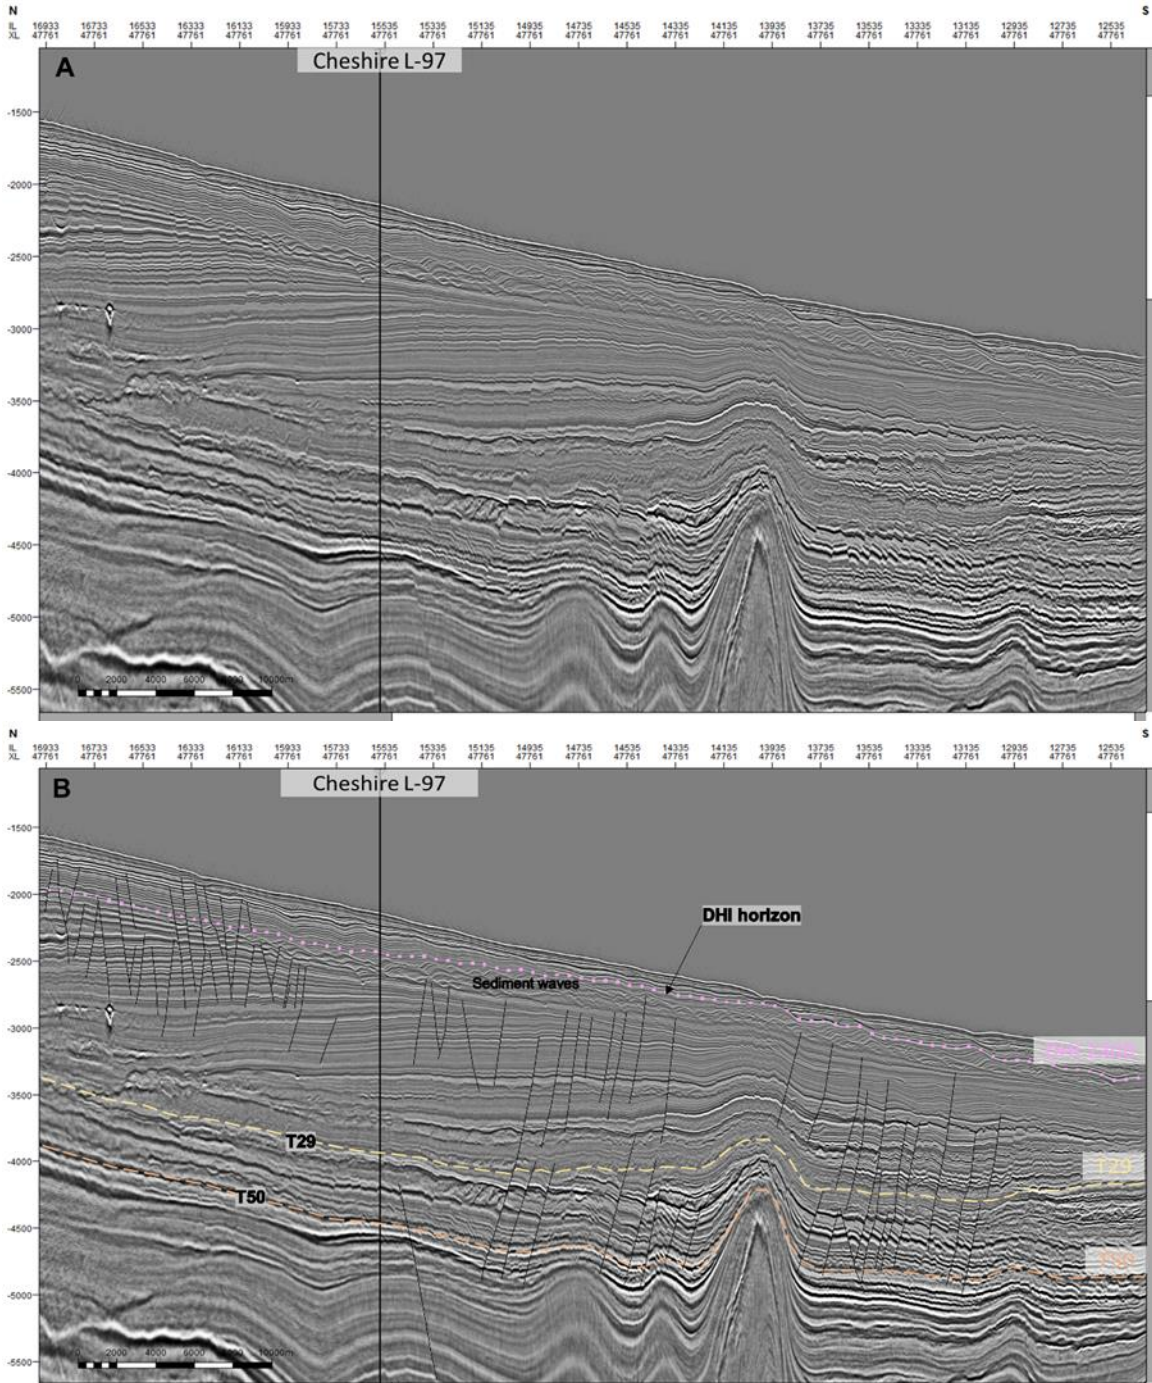 N S
IL 16933 16733 16533 16333 16133 15933 15733 15535 15335 15135 14935 14735 14535 14335 14135 13935 13735 13535 13335 13135 12935 12735 12535
XL 47761 47761 47761 47761 47761 47761 47761 47761 47761 47761 47761 47761 47761 47761 47761 47761 47761 47761 47761 47761 47761 47761 47761
A
Cheshire L-97
-1500
-2000
-2500
-3000
-3500
-4000
-4500
-5000
-5500
0 2000 4000 6000 8000 10000m
N S
IL 16933 16733 16533 16333 16133 15933 15733 15535 15335 15135 14935 14735 14535 14335 14135 13935 13735 13535 13335 13135 12935 12735 12535
XL 47761 47761 47761 47761 47761 47761 47761 47761 47761 47761 47761 47761 47761 47761 47761 47761 47761 47761 47761 47761 47761 47761 47761
B
Cheshire L-97
-1500
-2000
DHI horizon
-2500
Sediment waves
-3000
-3500
T29
T29
-4000
T50
-4500
T50
-5000
-5500
0 2000 4000 6000 8000 10000m